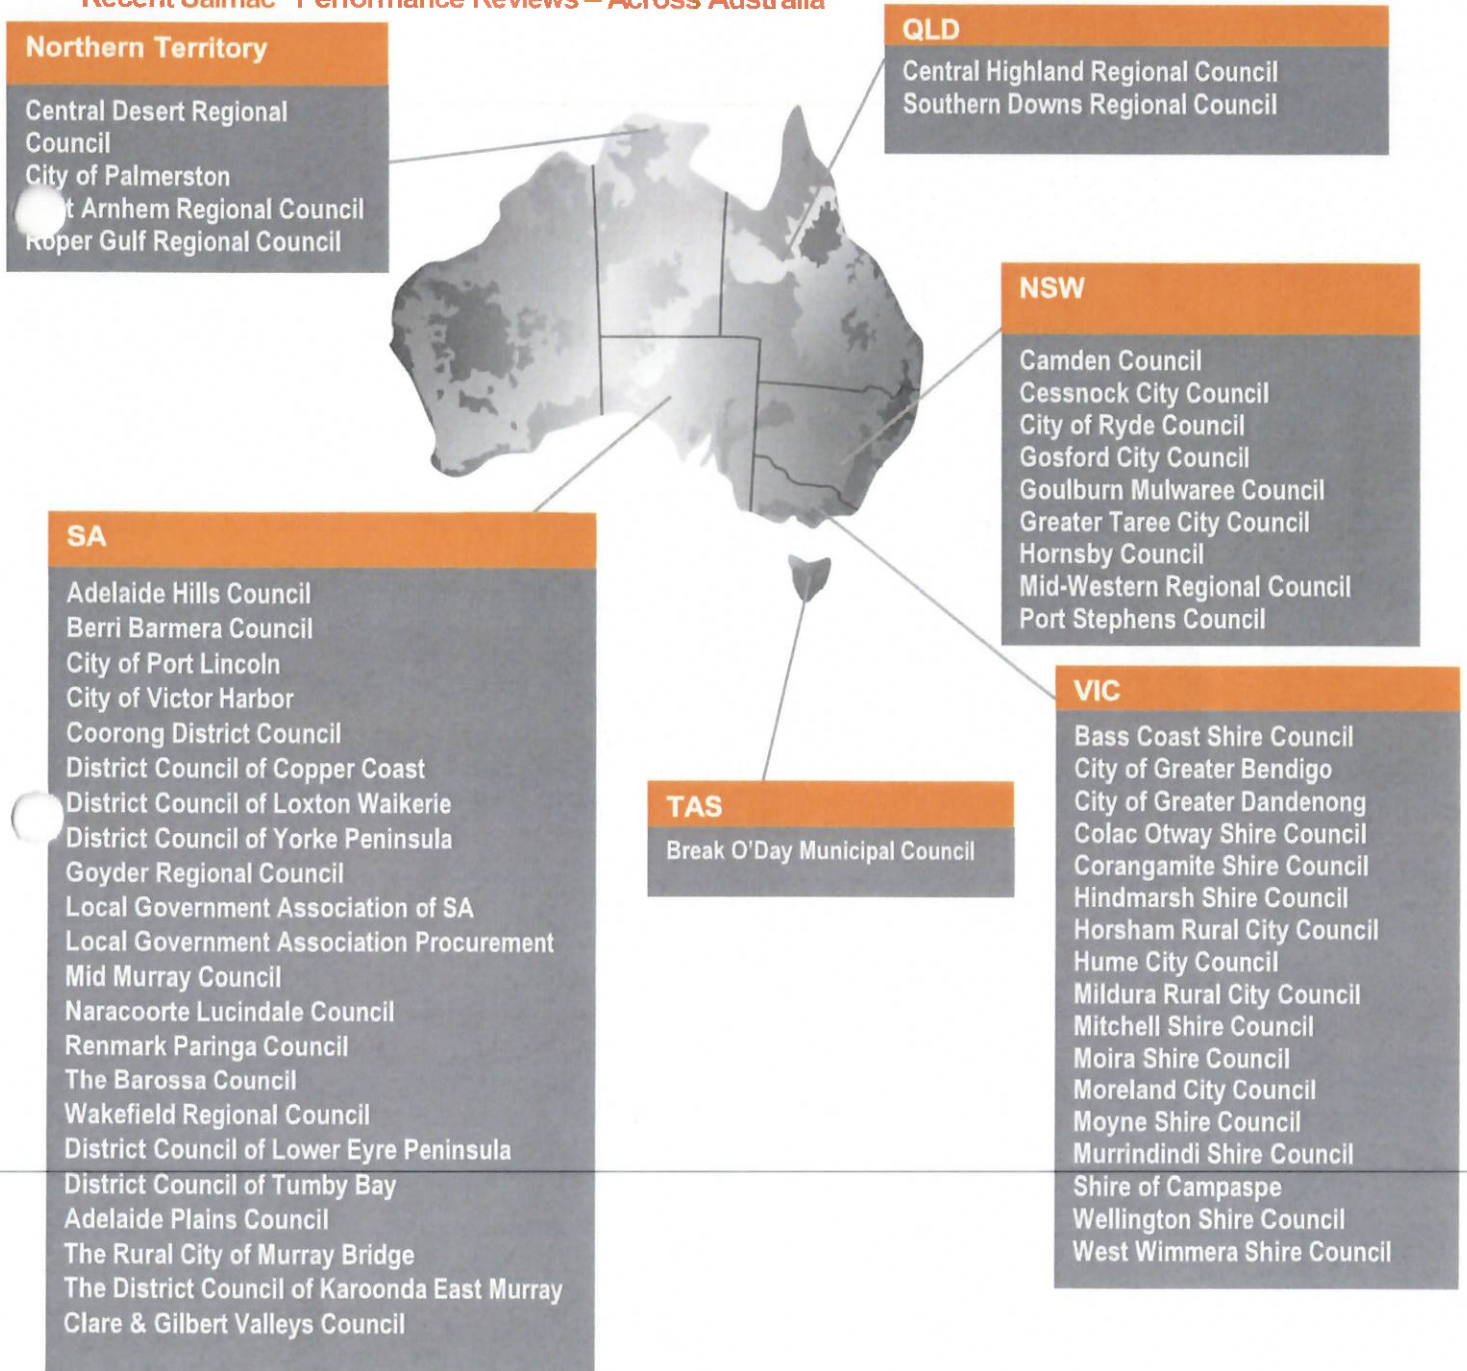 Recent Performance Reviews – Across Australia
Northern Territory
Central Desert Regional
Council
City of Palmerston
t Arnhem Regional Council
Roper Gulf Regional Council
QLD
Central Highland Regional Council
Southern Downs Regional Council
NSW
Camden Council
Cessnock City Council
City of Ryde Council
Gosford City Council
Goulburn Mulwaree Council
Greater Taree City Council
Hornsby Council
Mid-Western Regional Council
Port Stephens Council
SA
Adelaide Hills Council
Berri Barmera Council
City of Port Lincoln
City of Victor Harbor
Coorong District Council
District Council of Copper Coast
District Council of Loxton Waikerie
District Council of Yorke Peninsula
Goyder Regional Council
Local Government Association of SA
Local Government Association Procurement
Mid Murray Council
Naracoorte Lucindale Council
Renmark Paringa Council
The Barossa Council
Wakefield Regional Council
District Council of Lower Eyre Peninsula
District Council of Tumby Bay
Adelaide Plains Council
The Rural City of Murray Bridge
The District Council of Karoonda East Murray
Clare & Gilbert Valleys Council
TAS
Break O'Day Municipal Council
VIC
Bass Coast Shire Council
City of Greater Bendigo
City of Greater Dandenong
Colac Otway Shire Council
Corangamite Shire Council
Hindmarsh Shire Council
Horsham Rural City Council
Hume City Council
Mildura Rural City Council
Mitchell Shire Council
Moira Shire Council
Moreland City Council
Moyne Shire Council
Murrindindi Shire Council
Shire of Campaspe
Wellington Shire Council
West Wimmera Shire Council